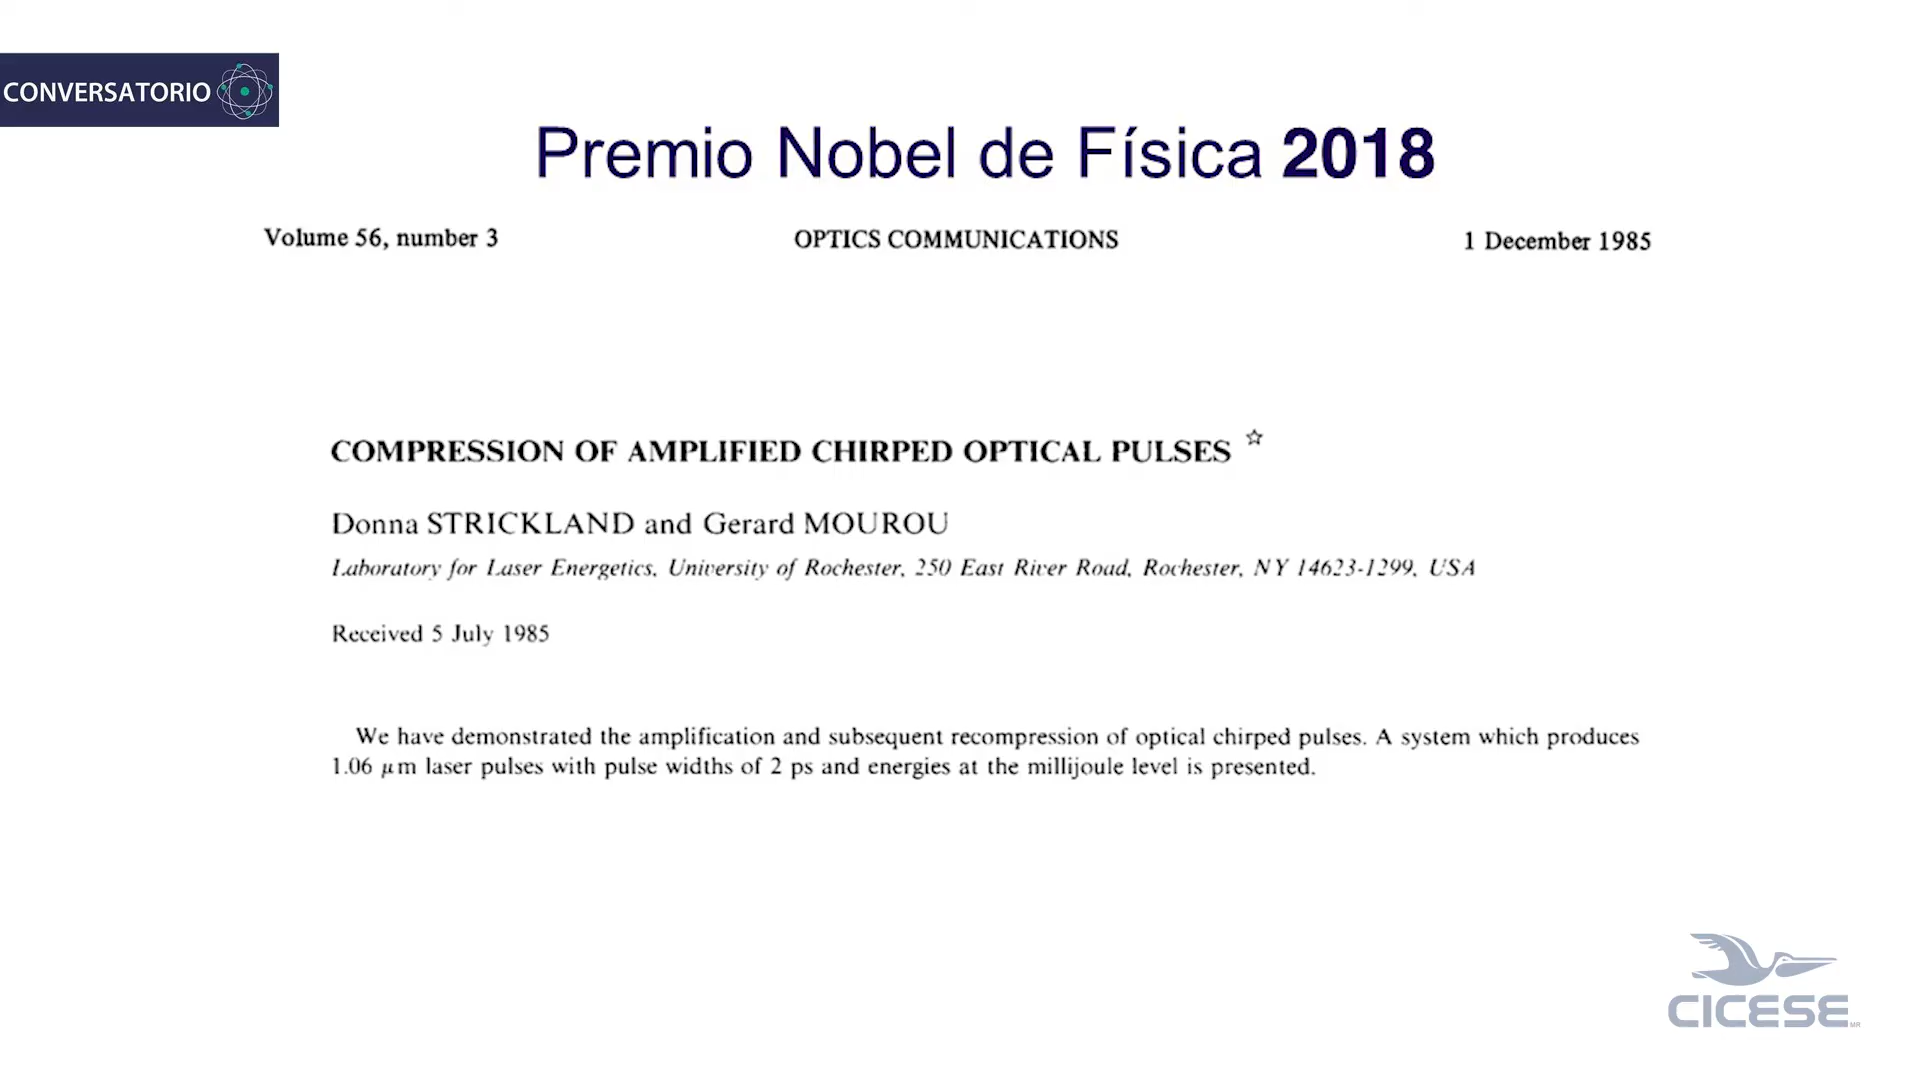 CONVERSATORIO
Premio Nobel de Física 2018
Volume 56, number 3 OPTICS COMMUNICATIONS 1 December 1985
COMPRESSION OF AMPLIFIED CHIRPED OPTICAL PULSES ☆
Donna STRICKLAND and Gerard MOUROU
Laboratory for Laser Energetics, University of Rochester, 250 East River Road, Rochester, NY 14623-1299, USA
Received 5 July 1985
We have demonstrated the amplification and subsequent recompression of optical chirped pulses. A system which produces
1.06 μm laser pulses with pulse widths of 2 ps and energies at the millijoule level is presented.
CICESE MR